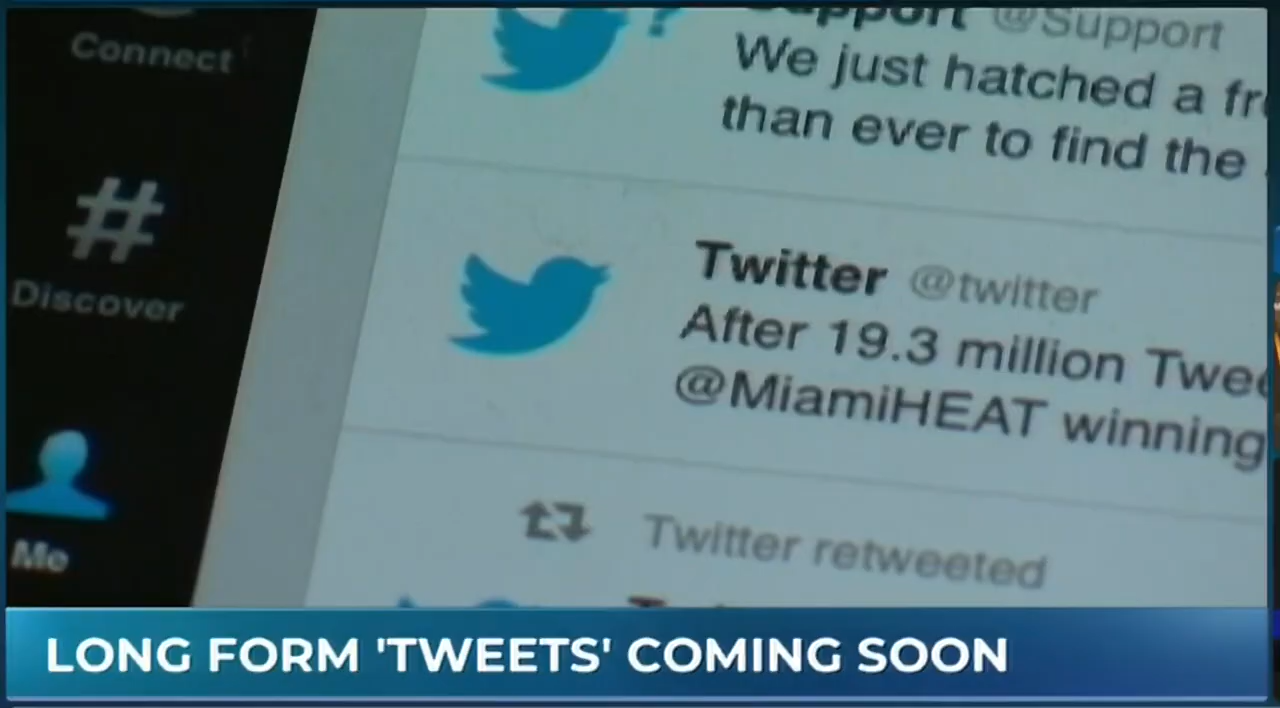 Connect
#
Discover
Me
Support @Support
We just hatched a
than ever to find the
Twitter @twitter
After 19.3 million
@MiamiHEAT winning
Twitter retweeted
LONG FORM 'TWEETS' COMING SOON